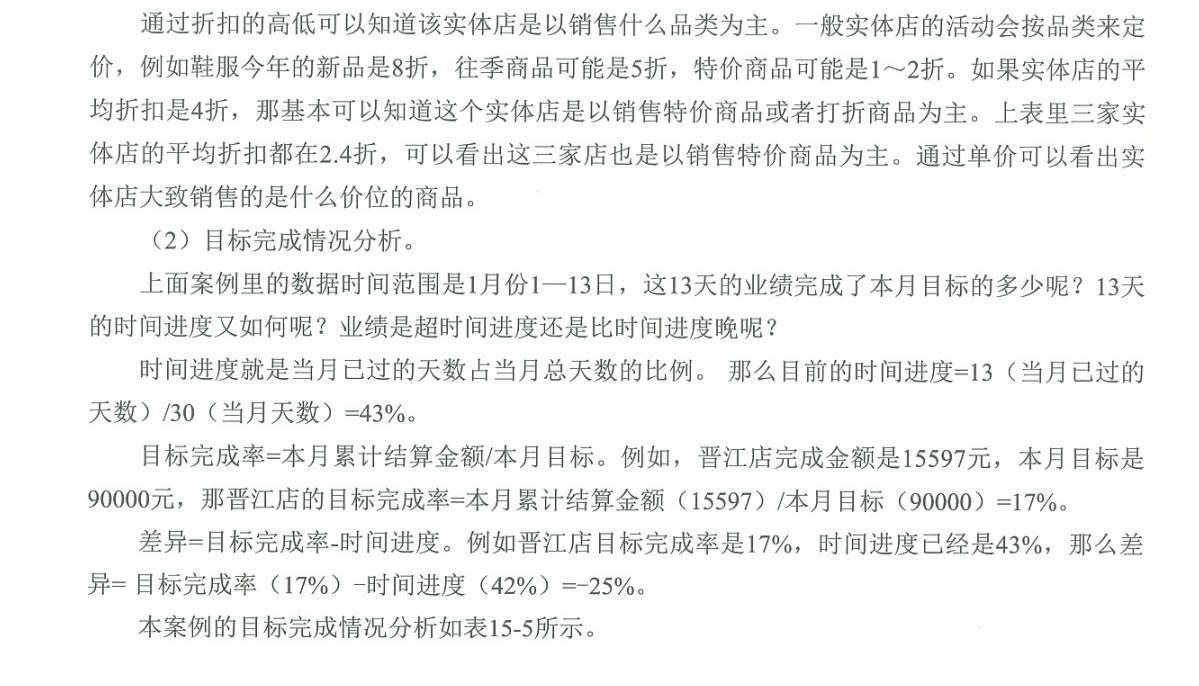 通过折扣的高低可以知道该实体店是以销售什么品类为主。一般实体店的活动会按品类来定
价，例如鞋服今年的新品是8折，往季商品可能是5折，特价商品可能是1～2折。如果实体店的平
均折扣是4折，那基本可以知道这个实体店是以销售特价商品或者打折商品为主。上表里三家实
体店的平均折扣都在2.4折，可以看出这三家店也是以销售特价商品为主。通过单价可以看出实
体店大致销售的是什么价位的商品。
（2）目标完成情况分析。
上面案例里的数据时间范围是1月份1—13日，这13天的业绩完成了本月目标的多少呢？13天
的时间进度又如何呢？业绩是超时间进度还是比时间进度晚呢？
时间进度就是当月已过的天数占当月总天数的比例。 那么目前的时间进度=13（当月已过的
天数）/30（当月天数）=43%。
目标完成率=本月累计结算金额/本月目标。例如，晋江店完成金额是15597元，本月目标是
90000元，那晋江店的目标完成率=本月累计结算金额（15597）/本月目标（90000）=17%。
差异=目标完成率-时间进度。例如晋江店目标完成率是17%，时间进度已经是43%，那么差
异= 目标完成率（17%）-时间进度（42%）=-25%。
本案例的目标完成情况分析如表15-5所示。